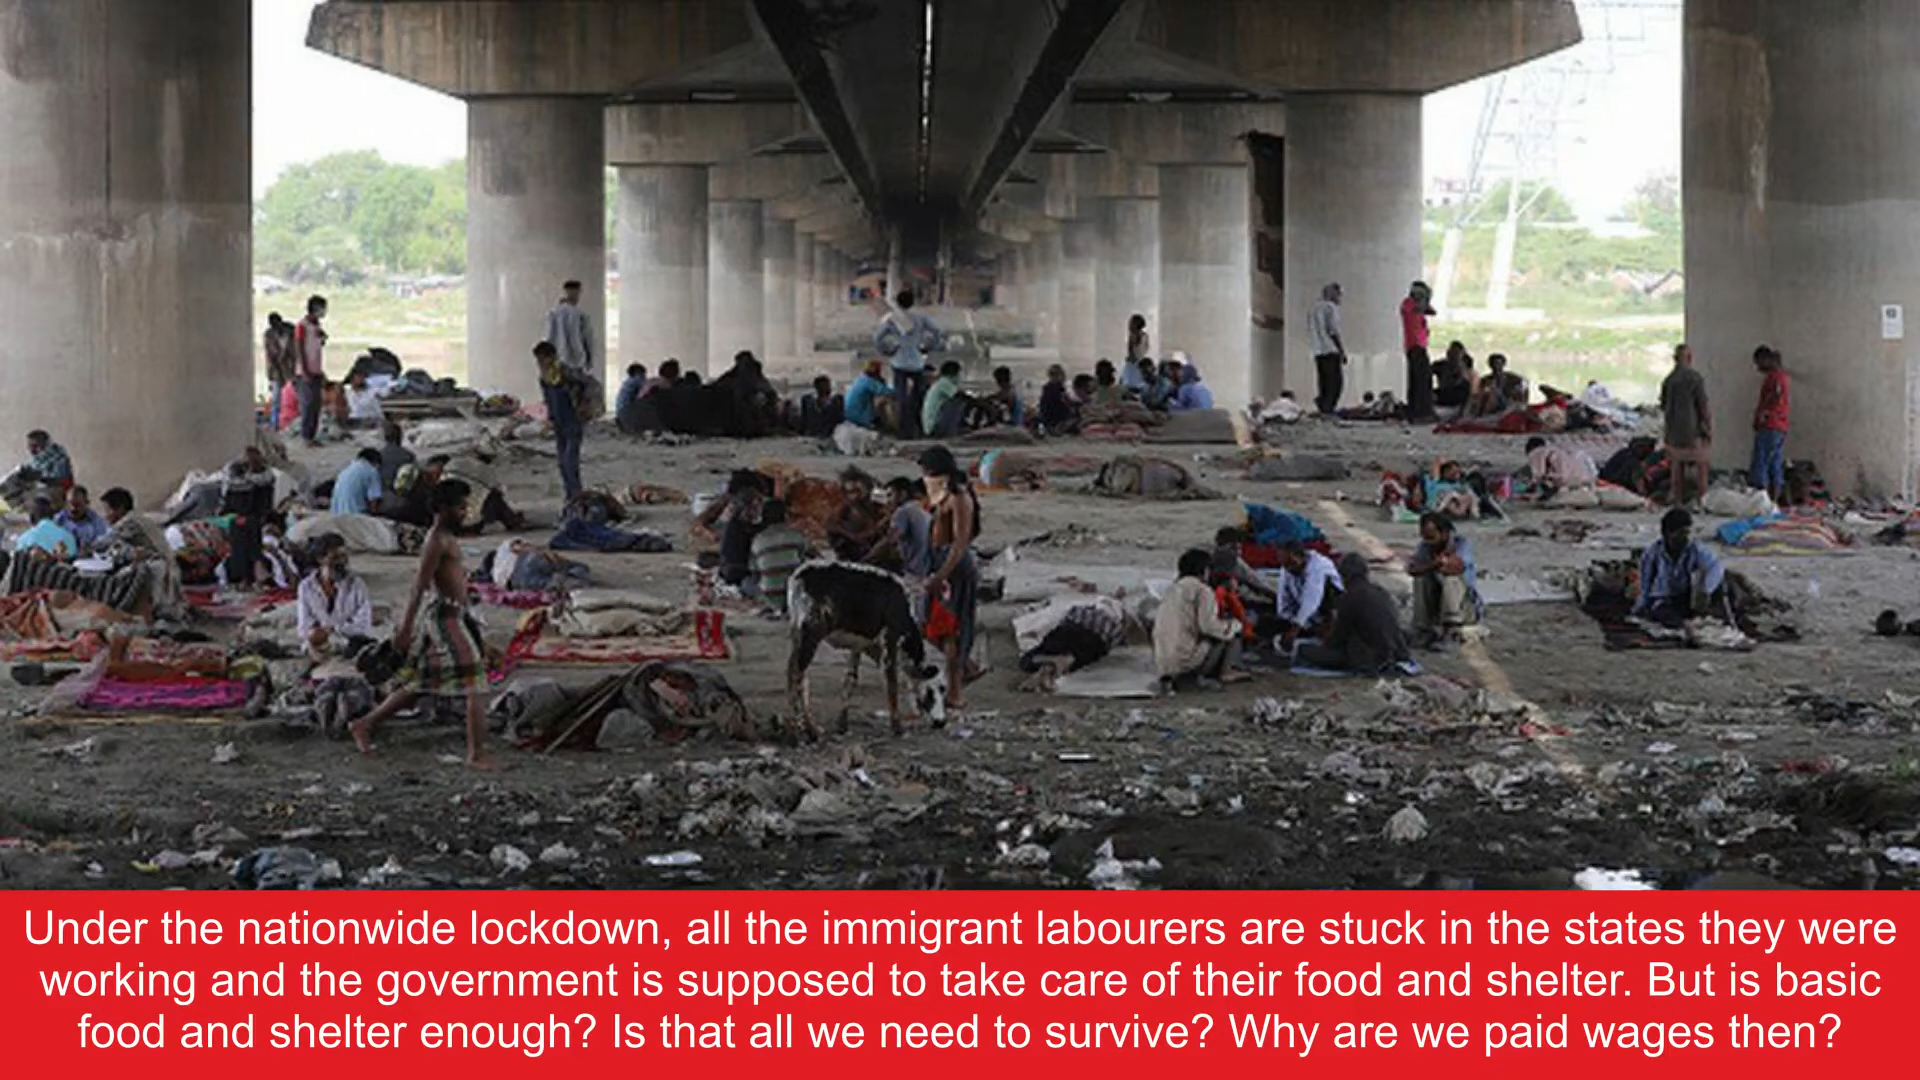 Under the nationwide lockdown, all the immigrant labourers are stuck in the states they were
working and the government is supposed to take care of their food and shelter. But is basic
food and shelter enough? Is that all we need to survive? Why are we paid wages then?